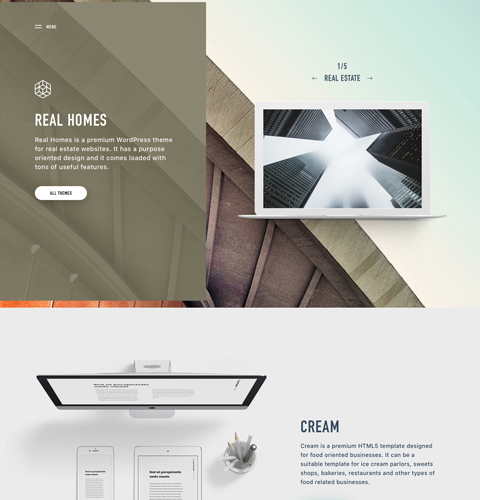 MENU
1/5
← REAL ESTATE →
REAL HOMES
Real Homes is a premium WordPress theme
for real estate websites. It has a purpose
oriented design and it comes loaded with
tons of useful features.
ALL THEMES
CREAM
Cream is a premium HTML5 template designed
for food related businesses. It can be a
suitable template for ice cream parlors, sweets
shops, bakeries, restaurants and other types of
food related businesses.